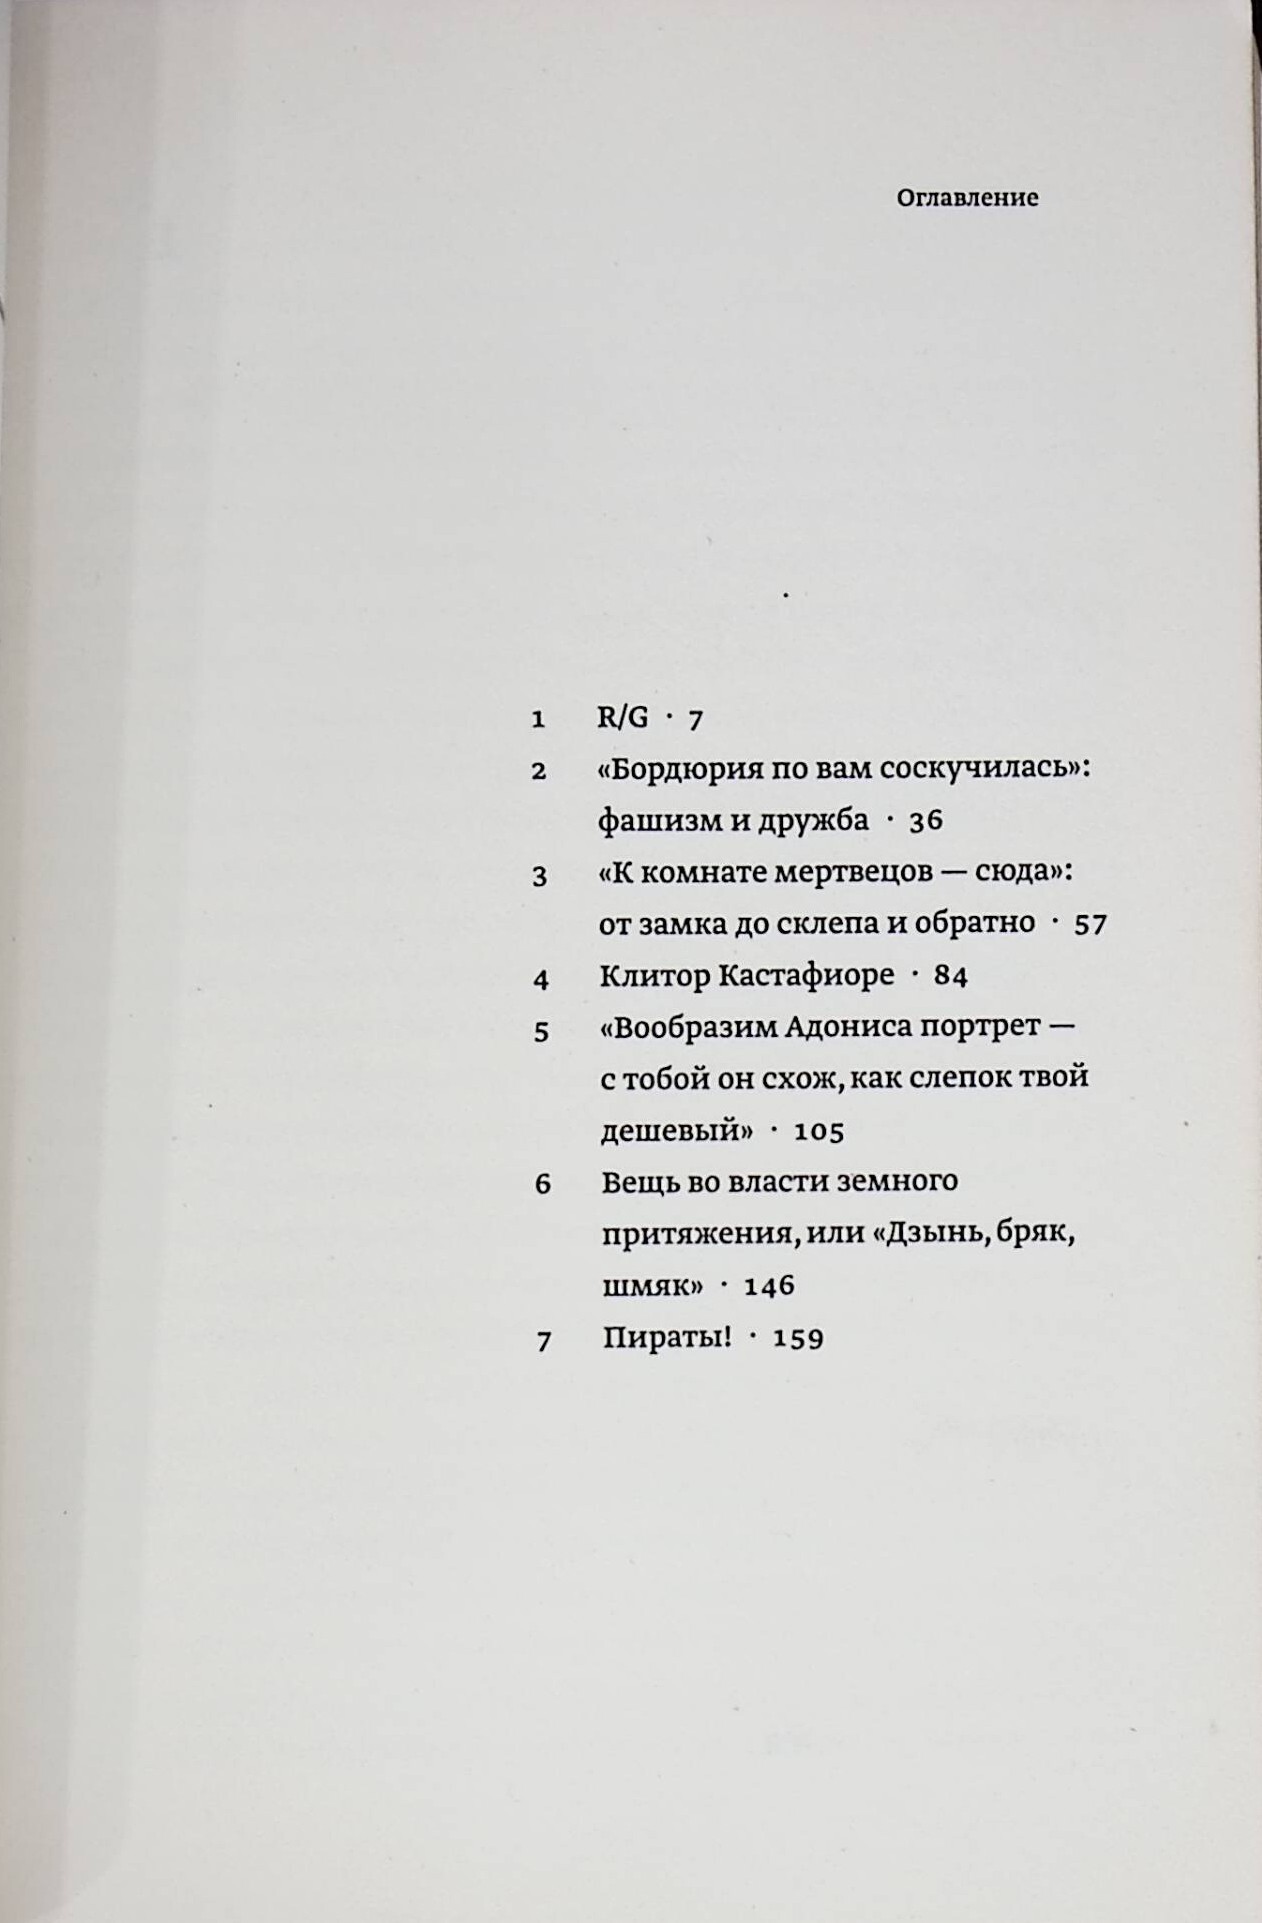 Оглавление
1 R/G · 7
2 «Бордюрия по вам соскучилась»:
фашизм и дружба · 36
3 «К комнате мертвецов — сюда»:
от замка до склепа и обратно · 57
4 Клитор Кастафиоре · 84
5 «Вообразим Адониса портрет —
с тобой он схож, как слепок твой
дешевый» · 105
6 Вещь во власти земного
притяжения, или «Дзынь, бряк,
шмяк» · 146
7 Пираты! · 159